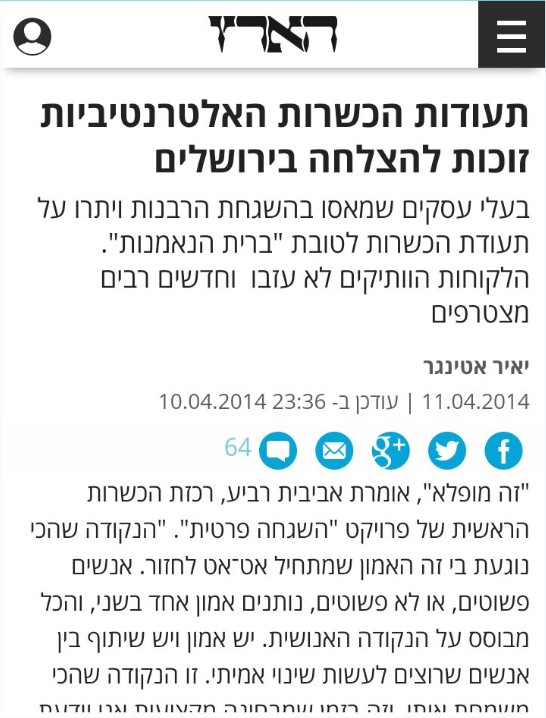 הארץ
תעודות הכשרות האלטרנטיביות
זוכות להצלחה בירושלים
בעלי עסקים שמאסו בהשגחת הרבנות ויתרו על
תעודת הכשרות לטובת "ברית הנאמנות".
הלקוחות הוותיקים לא עזבו וחדשים רבים
מצטרפים
יאיר אטינגר
11.04.2014 | עודכן ב- 23:36 10.04.2014
f g+ 64
"זה מופלא", אומרת אביבית רביע, רכזת הכשרות
הראשית של פרויקט "השגחה פרטית". "הנקודה שהכי
נוגעת בי זה האמון שמתחיל אט־אט לחזור. אנשים
פשוטים, או לא פשוטים, נותנים אמון אחד בשני, והכל
מבוסס על הנקודה האנושית. יש אמון ויש שיתוף בין
אנשים שרוצים לעשות שינוי אמיתי. זו הנקודה שהכי